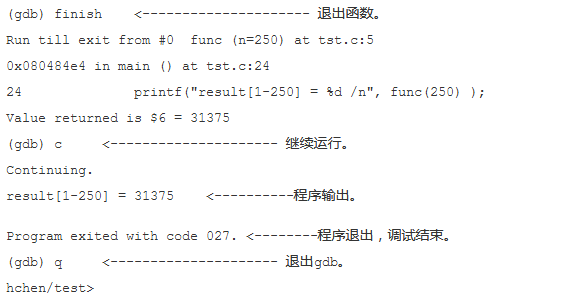 (gdb) finish    <--------------------- 退出函数。
Run till exit from #0  func (n=250) at tst.c:5
0x080484e4 in main () at tst.c:24
24              printf("result[1-250] = %d /n", func(250) );
Value returned is $6 = 31375
(gdb) c     <--------------------- 继续运行。
Continuing.
result[1-250] = 31375    <----------程序输出。
Program exited with code 027. <--------程序退出，调试结束。
(gdb) q     <--------------------- 退出gdb。
hchen/test>